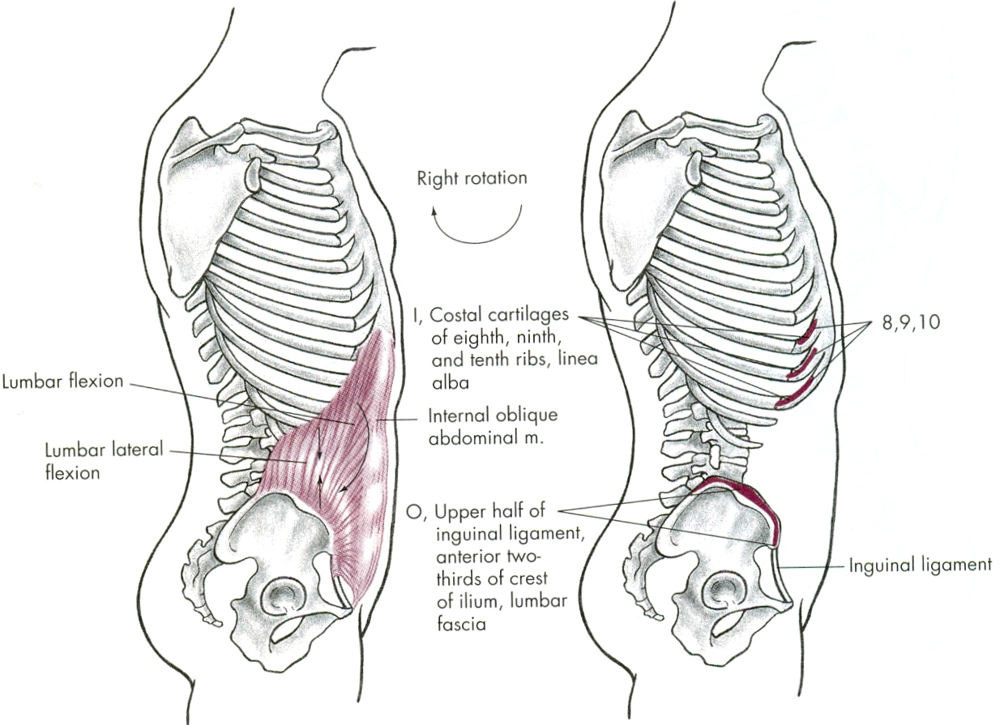 Right rotation
I, Costal cartilages
of eighth, ninth,
and tenth ribs, linea
alba
8,9,10
Lumbar flexion
Internal oblique
abdominal m.
Lumbar lateral
flexion
O, Upper half of
inguinal ligament,
anterior two-
thirds of crest
of ilium, lumbar
fascia
Inguinal ligament